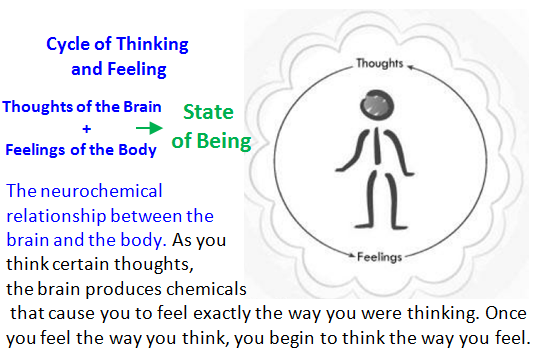 Cycle of Thinking
and Feeling
Thoughts of the Brain
+
Feelings of the Body
State
of Being
Thoughts
Feelings
The neurochemical
relationship between the
brain and the body. As you
think certain thoughts,
the brain produces chemicals
that cause you to feel exactly the way you were thinking. Once
you feel the way you think, you begin to think the way you feel.